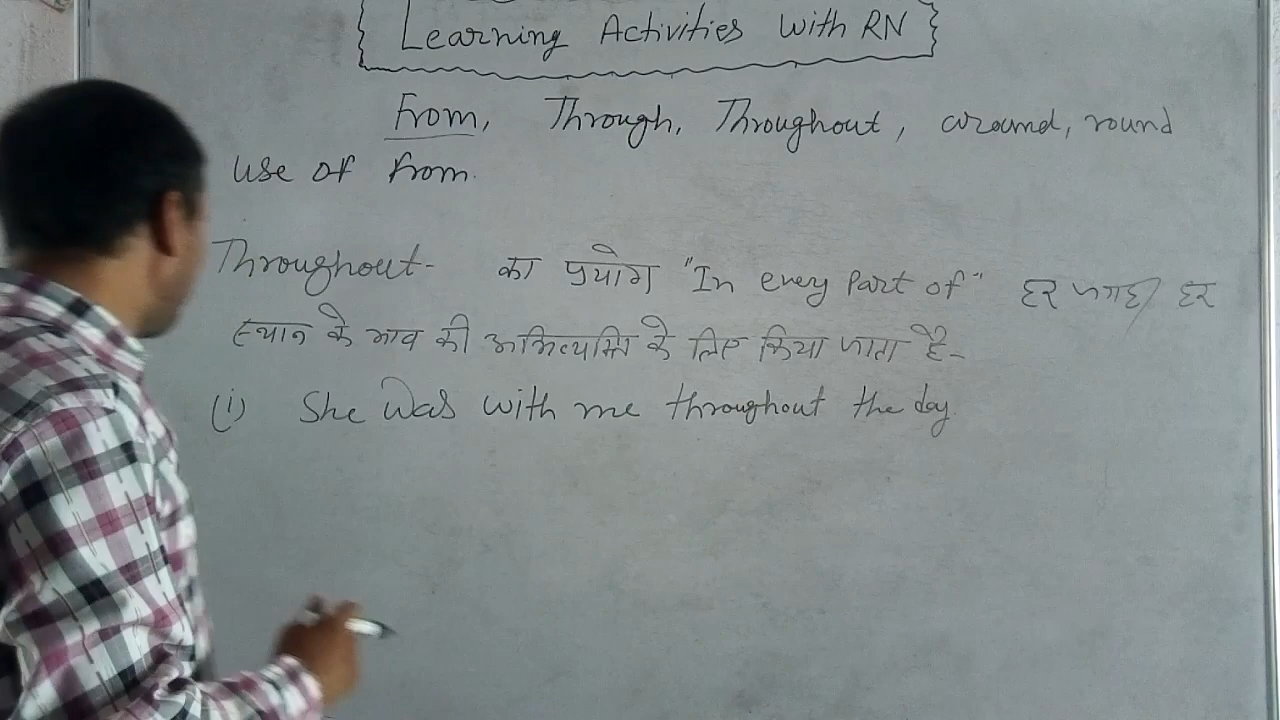 Learning Activities With RN
From, Through, Throughout, around, round
use of from.
Throughout- का प्रयोग "In every Part of" हर जगह/ हर
स्थान के भाव की अभिव्यक्ति के लिए किया जाता है-
(i) She was with me throughout the day.